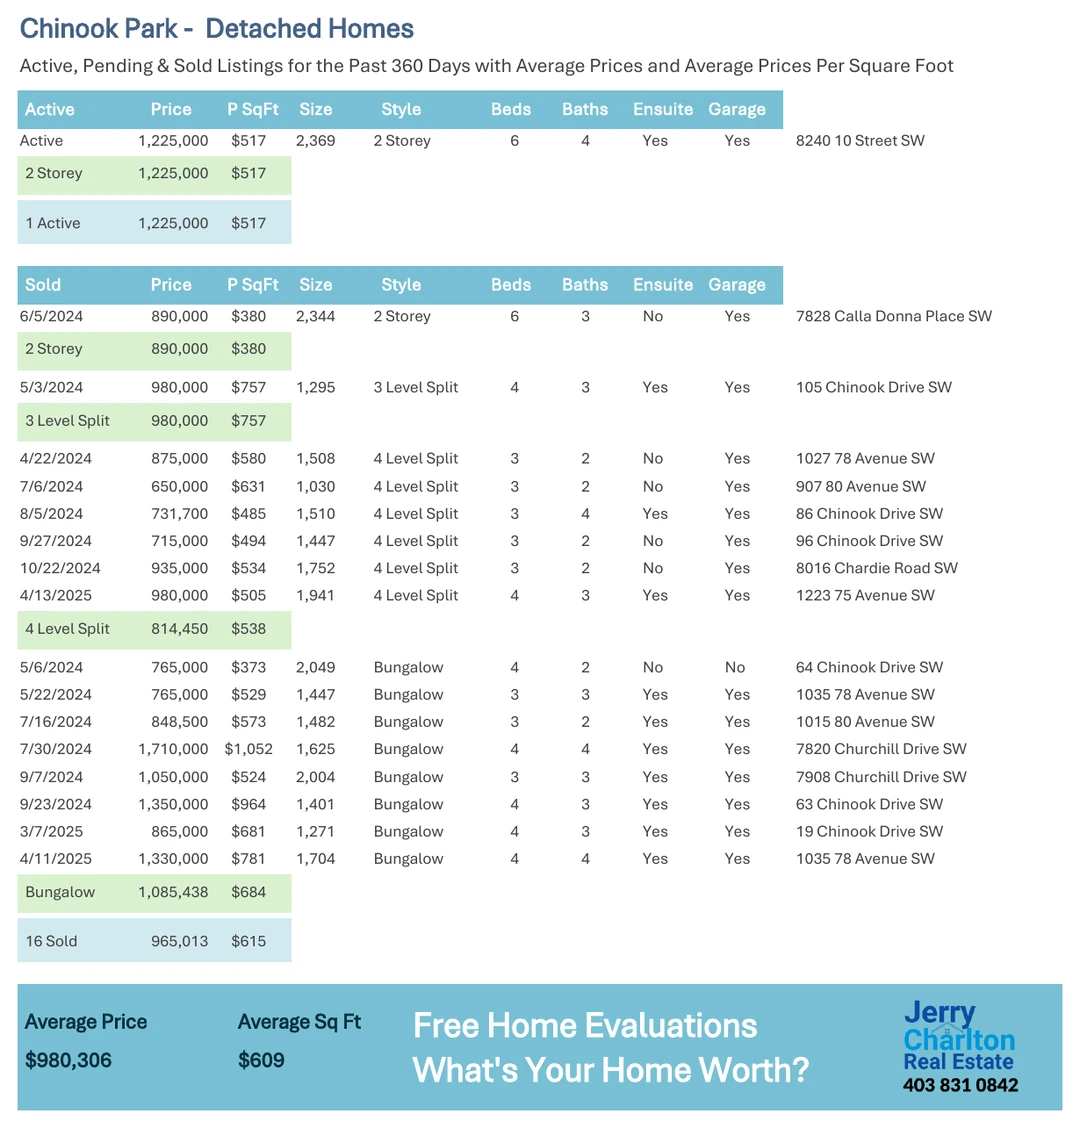 Chinook Park - Detached Homes
Active, Pending & Sold Listings for the Past 360 Days with Average Prices and Average Prices Per Square Foot
Active Price P SqFt Size Style Beds Baths Ensuite Garage
Active 1,225,000 $517 2,369 2 Storey 6 4 Yes Yes 8240 10 Street SW
2 Storey 1,225,000 $517
1 Active 1,225,000 $517
Sold Price P SqFt Size Style Beds Baths Ensuite Garage
6/5/2024 890,000 $380 2,344 2 Storey 6 3 No Yes 7828 Calla Donna Place SW
2 Storey 890,000 $380
5/3/2024 980,000 $757 1,295 3 Level Split 4 3 Yes Yes 105 Chinook Drive SW
3 Level Split 980,000 $757
4/22/2024 875,000 $580 1,508 4 Level Split 3 2 No Yes 1027 78 Avenue SW
7/6/2024 650,000 $631 1,030 4 Level Split 3 2 No Yes 907 80 Avenue SW
8/5/2024 731,700 $485 1,510 4 Level Split 3 4 Yes Yes 86 Chinook Drive SW
9/27/2024 715,000 $494 1,447 4 Level Split 3 2 No Yes 96 Chinook Drive SW
10/22/2024 935,000 $534 1,752 4 Level Split 3 2 No Yes 8016 Chardie Road SW
4/13/2025 980,000 $505 1,941 4 Level Split 4 3 Yes Yes 1223 75 Avenue SW
4 Level Split 814,450 $538
5/6/2024 765,000 $373 2,049 Bungalow 4 2 No No 64 Chinook Drive SW
5/22/2024 765,000 $529 1,447 Bungalow 3 3 Yes Yes 1035 78 Avenue SW
7/16/2024 848,500 $573 1,482 Bungalow 3 2 Yes Yes 1015 80 Avenue SW
7/30/2024 1,710,000 $1,052 1,625 Bungalow 4 4 Yes Yes 7820 Churchill Drive SW
9/7/2024 1,050,000 $524 2,004 Bungalow 3 3 Yes Yes 7908 Churchill Drive SW
9/23/2024 1,350,000 $964 1,401 Bungalow 4 3 Yes Yes 63 Chinook Drive SW
3/7/2025 865,000 $681 1,271 Bungalow 4 3 Yes Yes 19 Chinook Drive SW
4/11/2025 1,330,000 $781 1,704 Bungalow 4 4 Yes Yes 1035 78 Avenue SW
Bungalow 1,085,438 $684
16 Sold 965,013 $615
Average Price Average Sq Ft
$980,306 $609
Free Home Evaluations
What's Your Home Worth?
Jerry
Charlton
Real Estate
403 831 0842